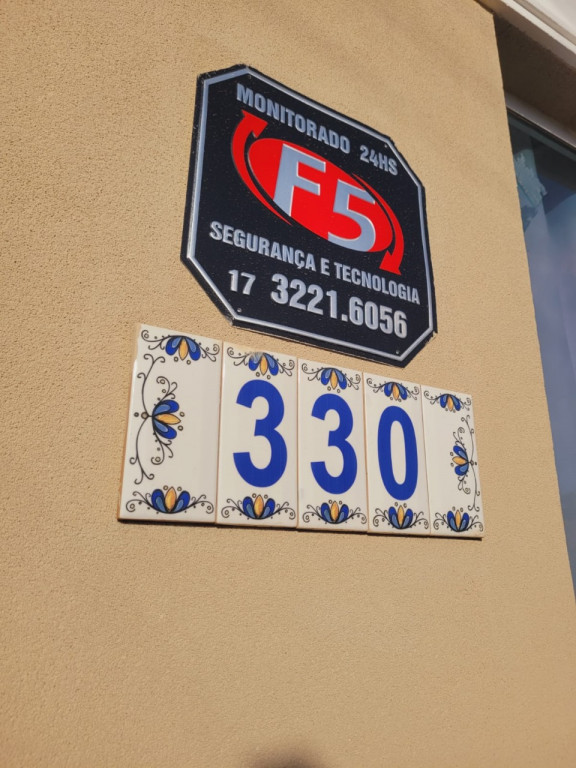 MONITORADO 24HS
F5
SEGURANÇA E TECNOLOGIA
17 3221.6056
330